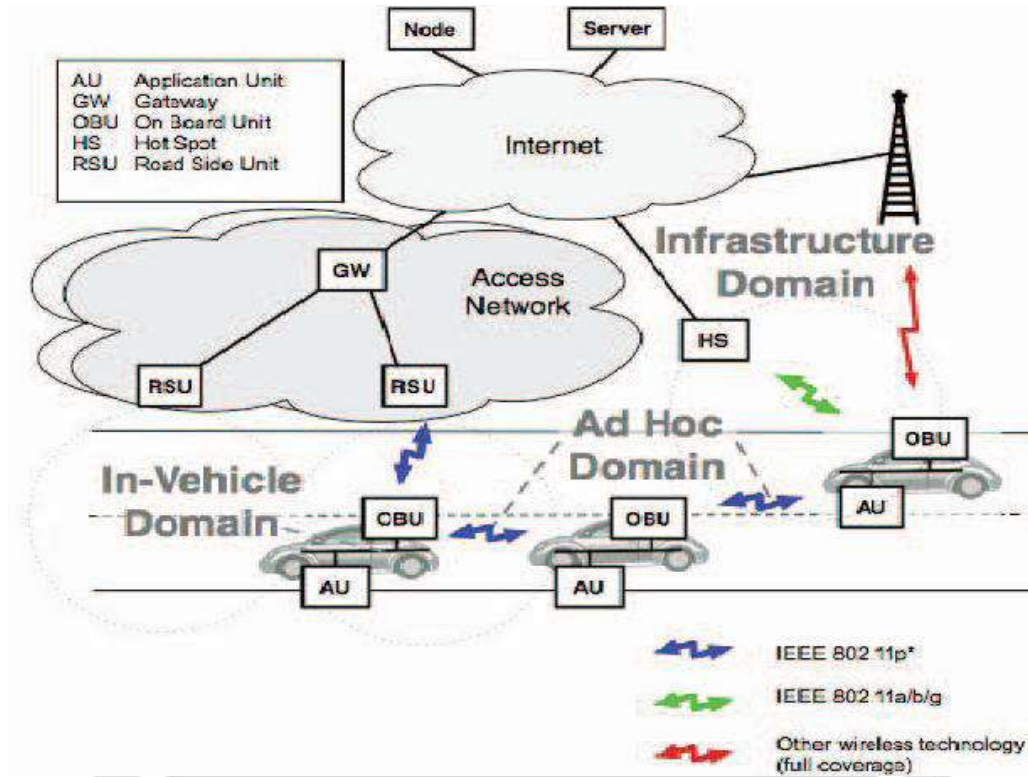 Node
Server
AU Application Unit
GW Gateway
OBU On Board Unit
HS Hot Spot
RSU Road Side Unit
Internet
Infrastructure
Domain
GW
Access
Network
HS
RSU
RSU
Ad Hoc
Domain
OBU
In-Vehicle
Domain
OBU
OBU
AU
AU
AU
IEEE 802 11p*
IEEE 802 11a/b/g
Other wireless technology
(full coverage)